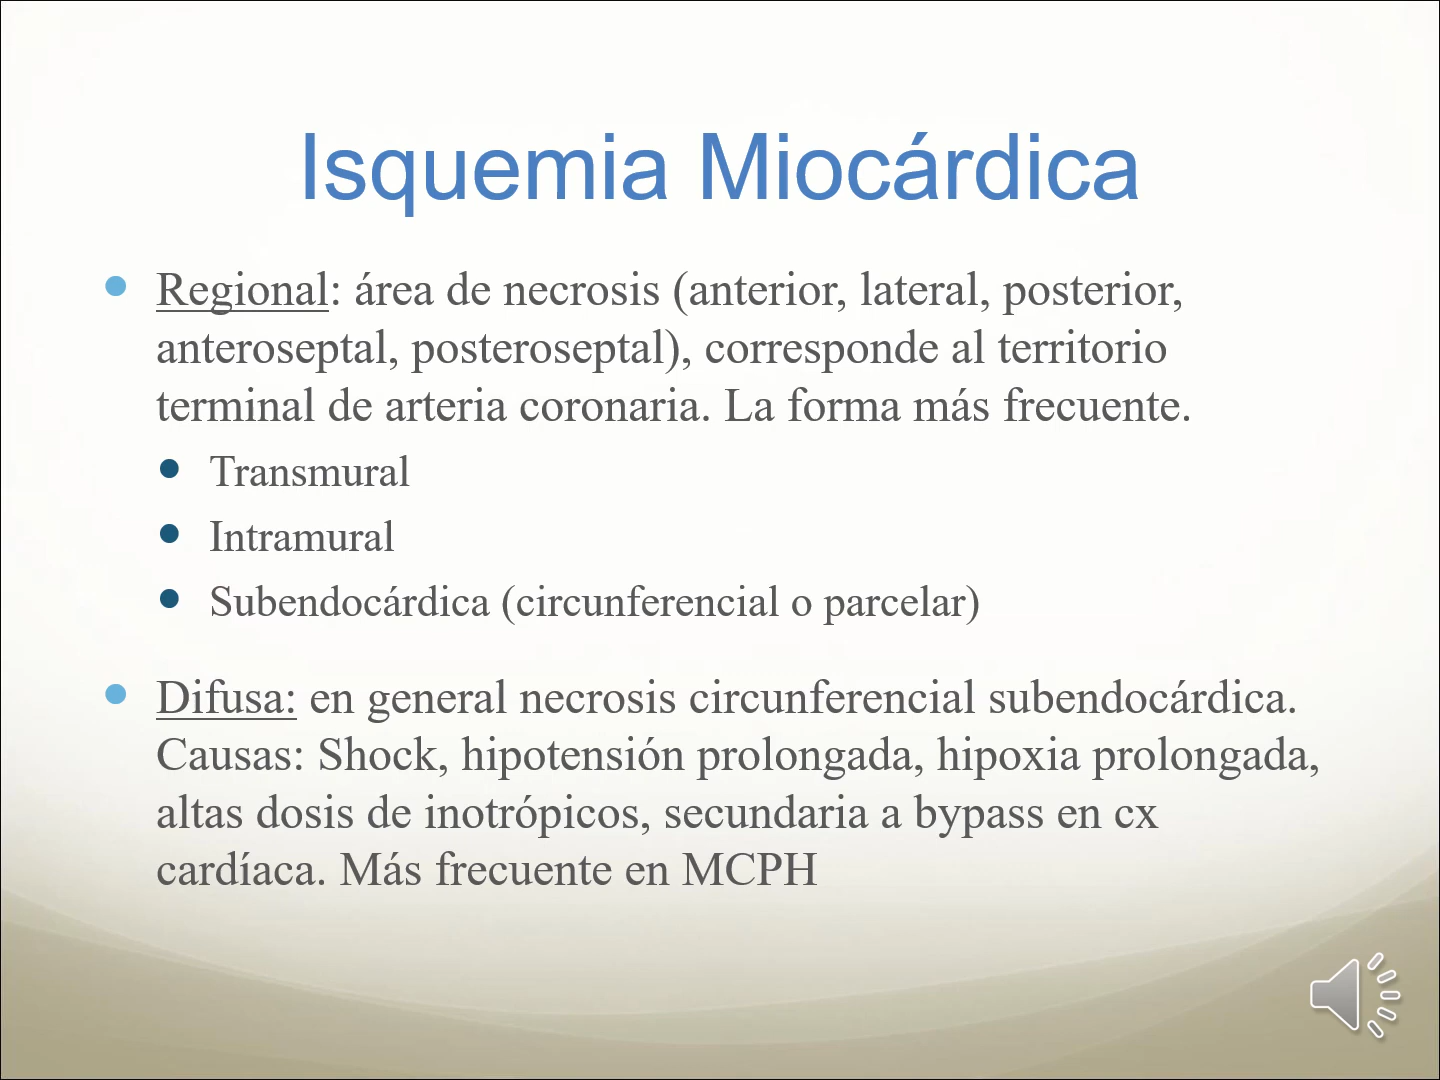 Isquemia Miocárdica
Regional: área de necrosis (anterior, lateral, posterior,
anteroseptal, posteroseptal), corresponde al territorio
terminal de arteria coronaria. La forma más frecuente.
Transmural
Intramural
Subendocárdica (circunferencial o parcelar)
Difusa: en general necrosis circunferencial subendocárdica.
Causas: Shock, hipotensión prolongada, hipoxia prolongada,
altas dosis de inotrópicos, secundaria a bypass en cx
cardíaca. Más frecuente en MCPH